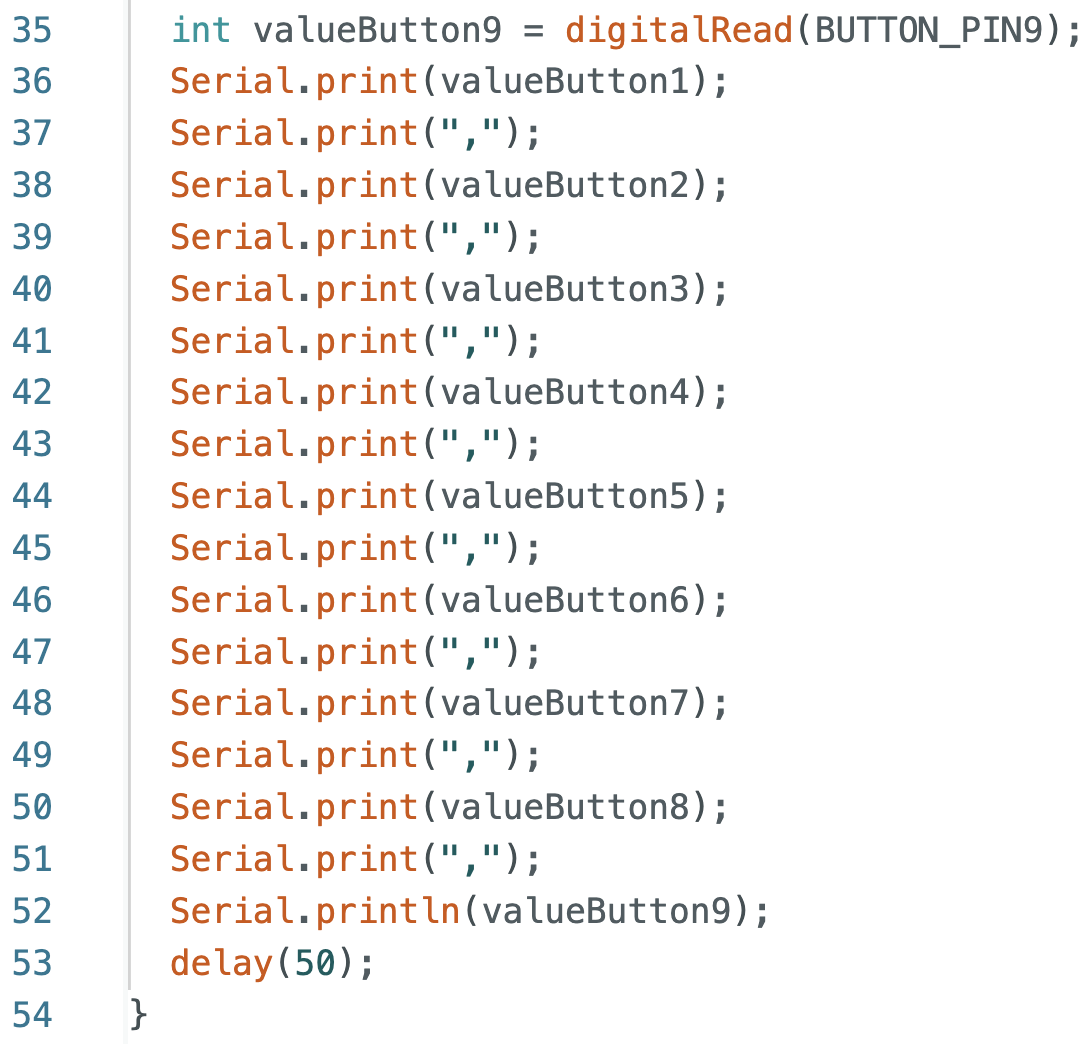 35 int valueButton9 = digitalRead(BUTTON_PIN9);
36 Serial.print(valueButton1);
37 Serial.print(",");
38 Serial.print(valueButton2);
39 Serial.print(",");
40 Serial.print(valueButton3);
41 Serial.print(",");
42 Serial.print(valueButton4);
43 Serial.print(",");
44 Serial.print(valueButton5);
45 Serial.print(",");
46 Serial.print(valueButton6);
47 Serial.print(",");
48 Serial.print(valueButton7);
49 Serial.print(",");
50 Serial.print(valueButton8);
51 Serial.print(",");
52 Serial.println(valueButton9);
53 delay(50);
54 }